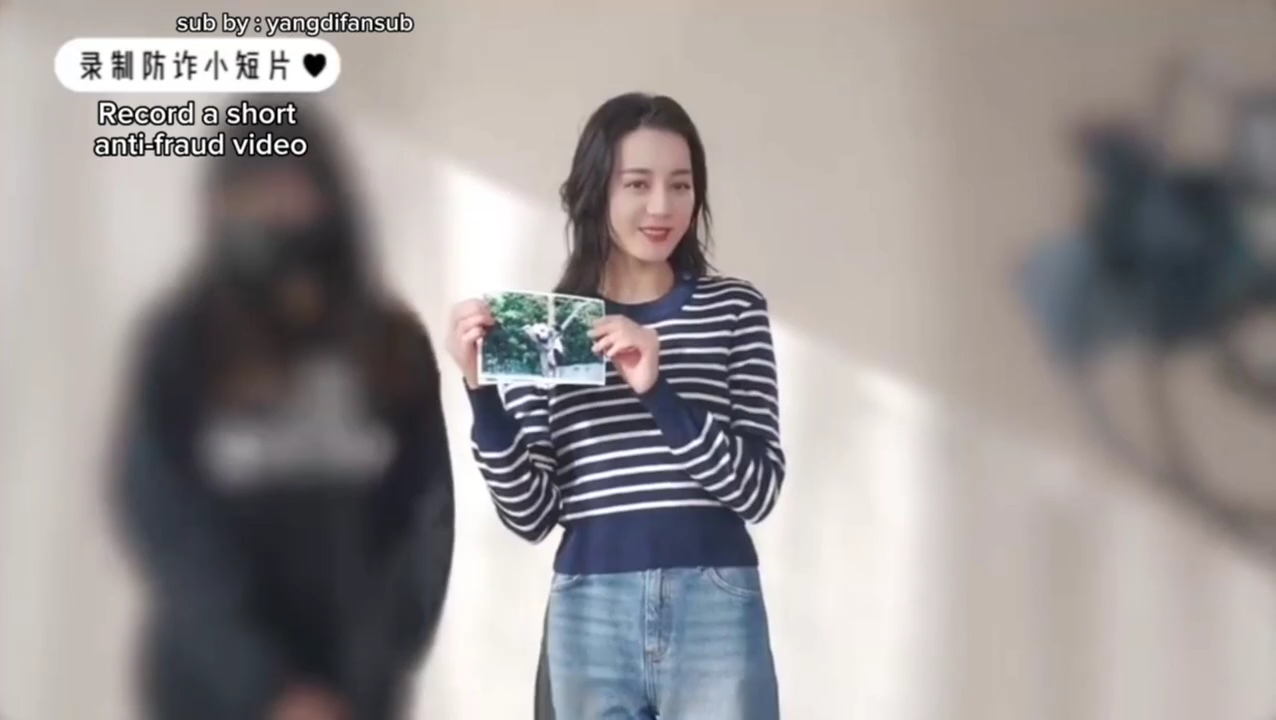 sub by : yangdifansub
录制防诈小短片♥
Record a short
anti-fraud video